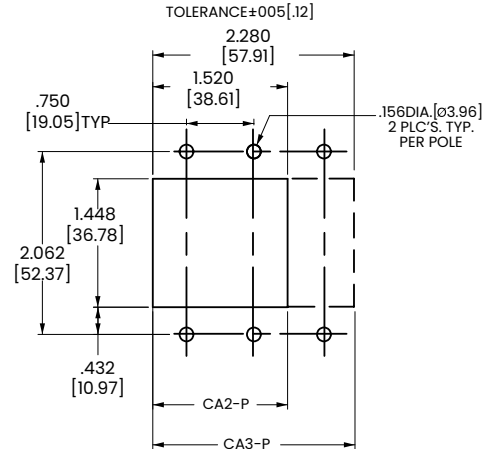 TOLERANCE±005[.12]
2.280
[57.91]
1.520
[38.61]
.750
[19.05]TYP
.156DIA.[Ø3.96]
2 PLC'S. TYP.
PER POLE
1.448
[36.78]
2.062
[52.37]
.432
[10.97]
CA2-P
CA3-P